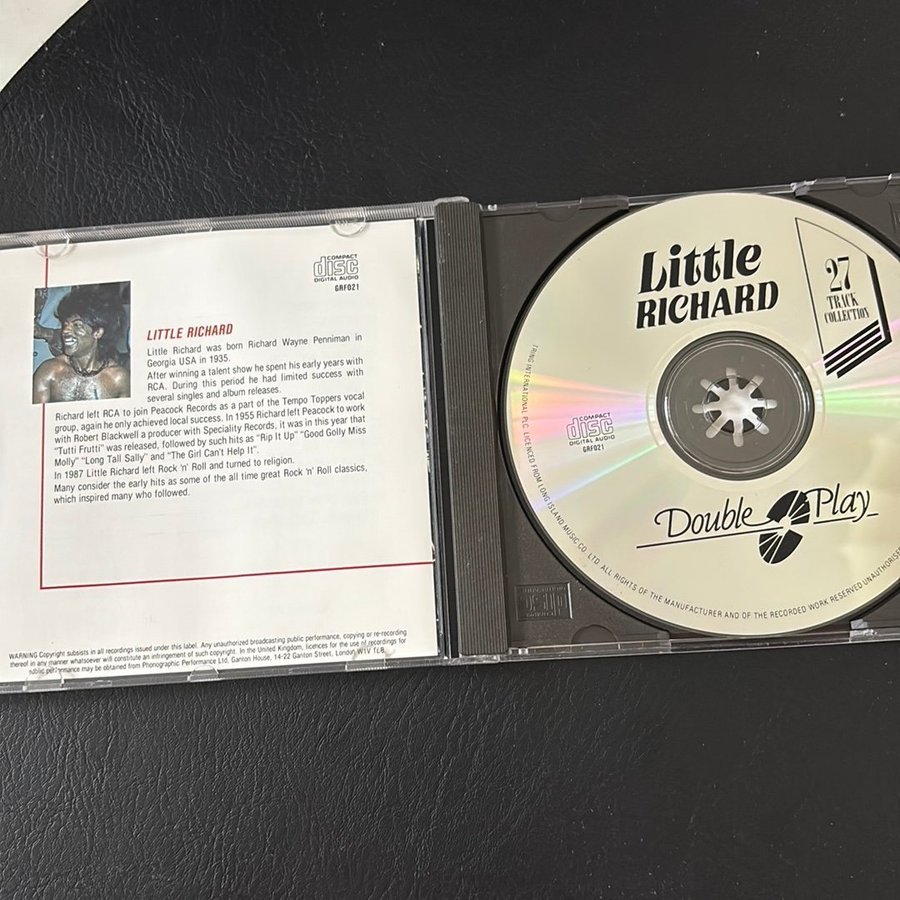 COMPACT
disc
DIGITAL AUDIO
GRF021
LITTLE RICHARD
Little Richard was born Richard Wayne Penniman in
Georgia USA in 1935.
After winning a talent show he spent his early years with
RCA. During this period he had limited success with
several singles and album releases.
Richard left RCA to join Peacock Records as a part of the Tempo Toppers vocal
group, again he only achieved local success. In 1955 Richard left Peacock to work
with Robert Blackwell a producer with Speciality Records, it was in this year that
"Tutti Frutti" was released, followed by such hits as "Rip It Up" "Good Golly Miss
Molly" "Long Tall Sally" and "The Girl Can't Help It".
In 1987 Little Richard left Rock 'n' Roll and turned to religion.
Many consider the early hits as some of the all time great Rock 'n' Roll classics,
which inspired many who followed.
WARNING Copyright subsists in all recordings issued under this label. Any unauthorized broadcasting public performance, copying or re-recording
thereof in any manner whatsoever will constitute an infringement of such copyright. In the United Kingdom, licences for the use of recordings for
public performance may be obtained from Phonographic Performance Ltd, Ganton House, 14-22 Ganton Street, London W1V
Little
RICHARD
27
TRACK
COLLECTION
COMPACT
disc
DIGITAL AUDIO
GRF021
Double Play
TRING INTERNATIONAL PLC. LICENCED FROM LONG ISLAND MUSIC CO. LTD. ALL RIGHTS OF THE MANUFACTURER AND OF THE RECORDED WORK RESERVED